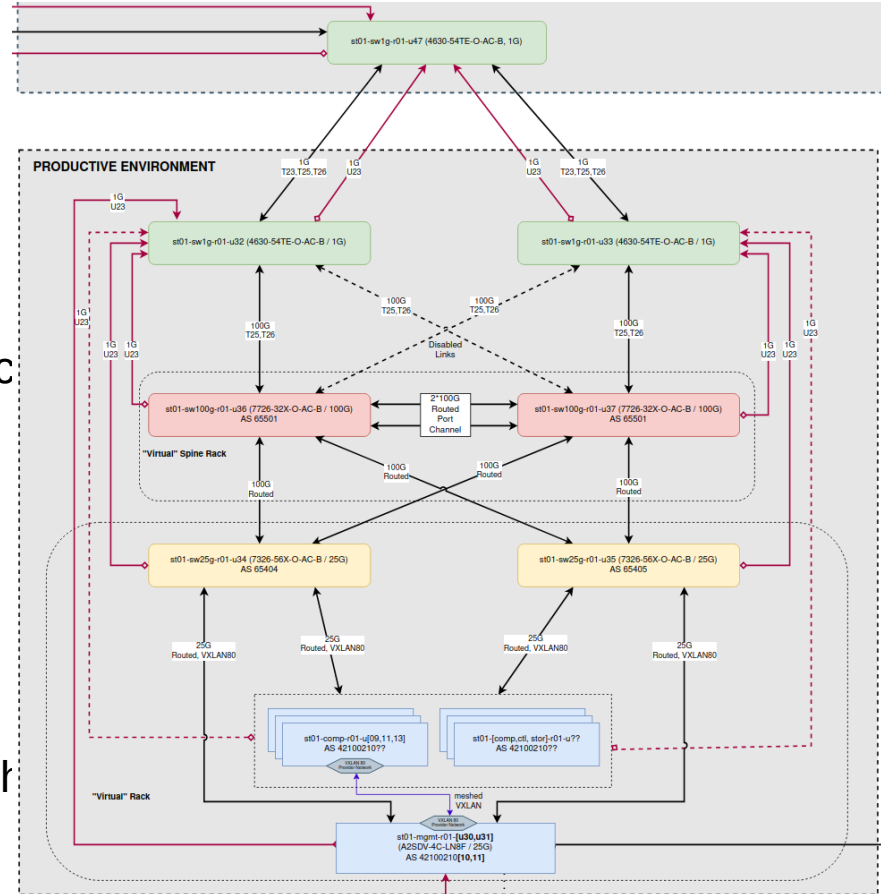 st01-sw1g-r01-u47 (4630-54TE-O-AC-B, 1G)
PRODUCTIVE ENVIRONMENT
1G
T23,T25,T26
1G
U23
1G
U23
1G
T23,T25,T26
1G
U23
st01-sw1g-r01-u32 (4630-54TE-O-AC-B / 1G)
st01-sw1g-r01-u33 (4630-54TE-O-AC-B / 1G)
100G
T25,T26
100G
T25,T26
1G
U23
100G
T25,T26
100G
T25,T26
1G
U23
1G
U23
1G
U23
Disabled
Links
1G
U23
1G
U23
c
st01-sw100g-r01-u36 (7726-32X-O-AC-B / 100G)
AS 65501
2*100G
Routed
Port
Channel
st01-sw100g-r01-u37 (7726-32X-O-AC-B / 100G)
AS 65501
"Virtual" Spine Rack
100G
Routed
100G
Routed
100G
Routed
100G
Routed
st01-sw25g-r01-u34 (7326-56X-O-AC-B / 25G)
AS 65404
st01-sw25g-r01-u35 (7326-56X-O-AC-B / 25G)
AS 65405
25G
Routed, VXLAN80
25G
Routed, VXLAN80
25G
Routed, VXLAN80
25G
Routed, VXLAN80
st01-comp-r01-u[09,11,13]
AS 42100210??
st01-[comp,ctl, stor]-r01-u??
AS 42100210??
VXLAN 80
Provider Network
h
"Virtual" Rack
meshed
VXLAN
VXLAN 80
Provider Network
st01-mgmt-r01-[u30,u31]
(A2SDV-4C-LN8F / 25G)
AS 42100210[10,11]